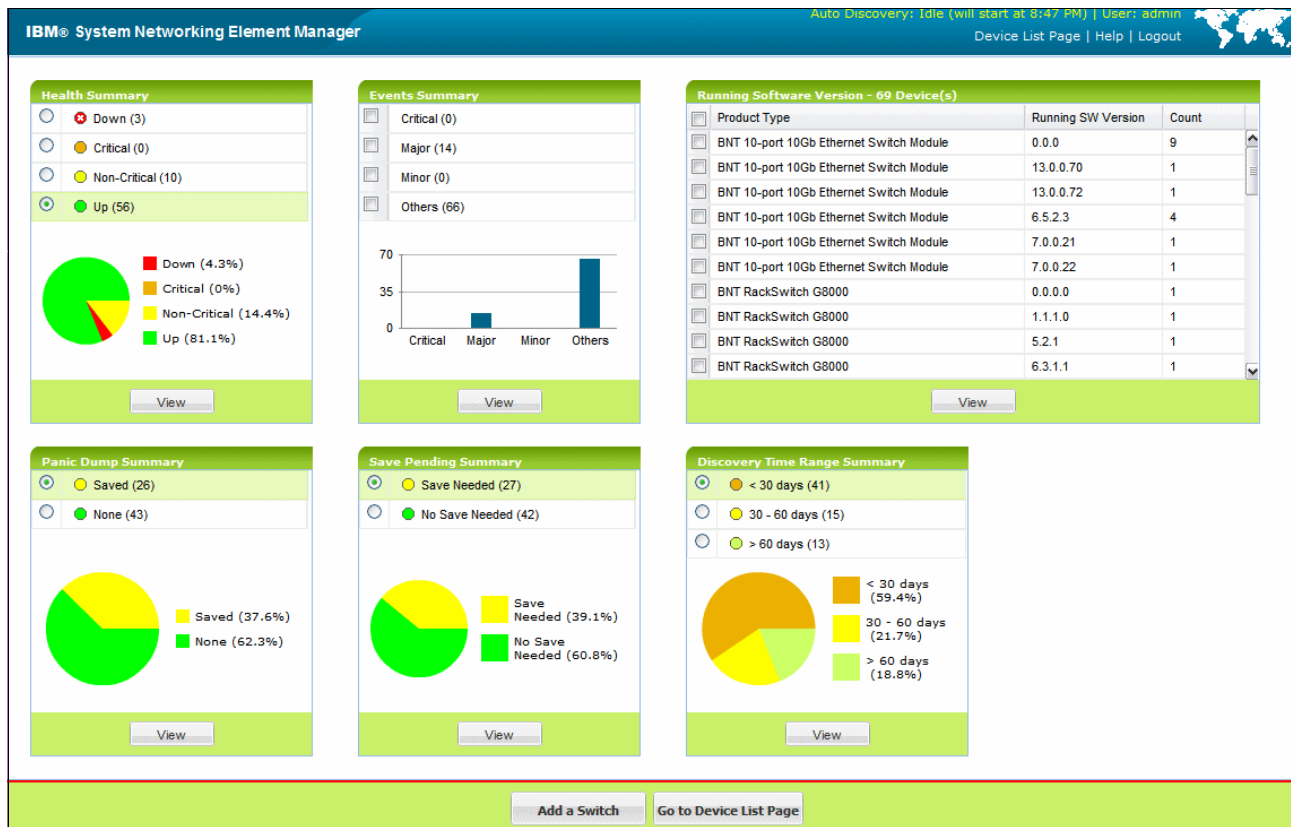 Auto Discovery: Idle (will start at 8:47 PM) | User: admin
IBM® System Networking Element Manager
Device List Page | Help | Logout
Health Summary
Down (3)
Critical (0)
Non-Critical (10)
Up (56)
Down (4.3%)
Critical (0%)
Non-Critical (14.4%)
Up (81.1%)
View
Events Summary
Critical (0)
Major (14)
Minor (0)
Others (66)
70
35
0
Critical Major Minor Others
View
Running Software Version - 69 Device(s)
Product Type Running SW Version Count
BNT 10-port 10Gb Ethernet Switch Module 0.0.0 9
BNT 10-port 10Gb Ethernet Switch Module 13.0.0.70 1
BNT 10-port 10Gb Ethernet Switch Module 13.0.0.72 1
BNT 10-port 10Gb Ethernet Switch Module 6.5.2.3 4
BNT 10-port 10Gb Ethernet Switch Module 7.0.0.21 1
BNT 10-port 10Gb Ethernet Switch Module 7.0.0.22 1
BNT RackSwitch G8000 0.0.0.0 1
BNT RackSwitch G8000 1.1.1.0 1
BNT RackSwitch G8000 5.2.1 1
BNT RackSwitch G8000 6.3.1.1 1
View
Panic Dump Summary
Saved (26)
None (43)
Saved (37.6%)
None (62.3%)
View
Save Pending Summary
Save Needed (27)
No Save Needed (42)
Save
Needed (39.1%)
No Save
Needed (60.8%)
View
Discovery Time Range Summary
< 30 days (41)
30 - 60 days (15)
> 60 days (13)
< 30 days
(59.4%)
30 - 60 days
(21.7%)
> 60 days
(18.8%)
View
Add a Switch
Go to Device List Page